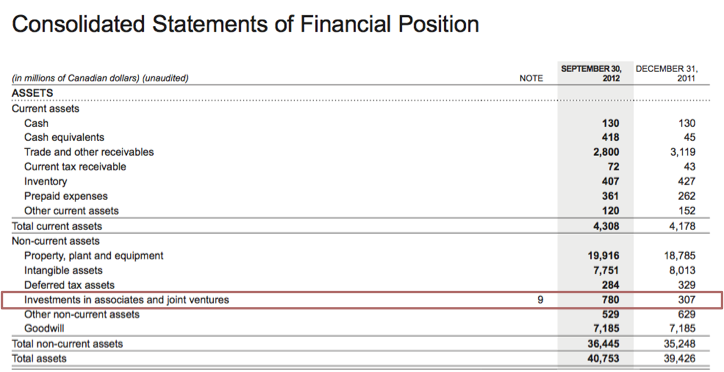 Consolidated Statements of Financial Position
SEPTEMBER 30, DECEMBER 31,
(in millions of Canadian dollars) (unaudited) NOTE 2012 2011
ASSETS
Current assets
Cash 130 130
Cash equivalents 418 45
Trade and other receivables 2,800 3,119
Current tax receivable 72 43
Inventory 407 427
Prepaid expenses 361 262
Other current assets 120 152
Total current assets 4,308 4,178
Non-current assets
Property, plant and equipment 19,916 18,785
Intangible assets 7,751 8,013
Deferred tax assets 284 329
Investments in associates and joint ventures 9 780 307
Other non-current assets 529 629
Goodwill 7,185 7,185
Total non-current assets 36,445 35,248
Total assets 40,753 39,426